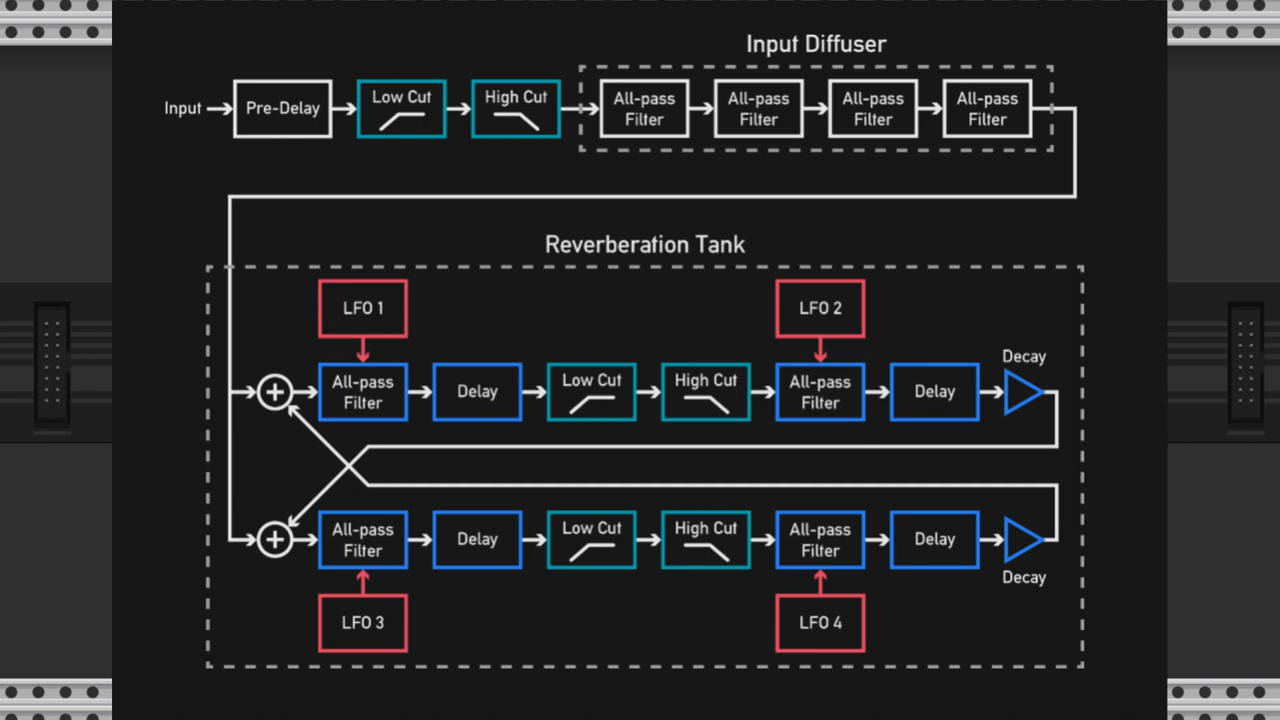 Input Diffuser
Input
Pre-Delay
Low Cut
High Cut
All-pass
Filter
All-pass
Filter
All-pass
Filter
All-pass
Filter
Reverberation Tank
LFO 1
LFO 2
Decay
All-pass
Filter
Delay
Low Cut
High Cut
All-pass
Filter
Delay
All-pass
Filter
Delay
Low Cut
High Cut
All-pass
Filter
Delay
Decay
LFO 3
LFO 4